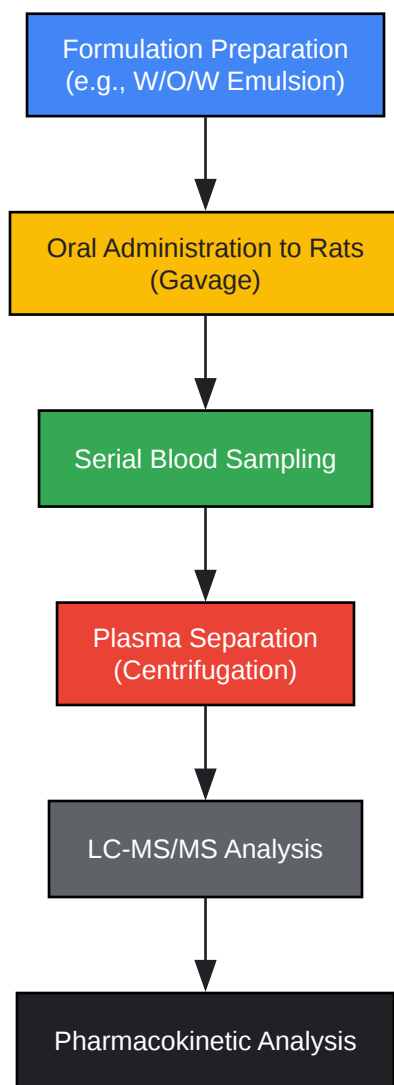 Formulation Preparation
(e.g., W/O/W Emulsion)
Oral Administration to Rats
(Gavage)
Serial Blood Sampling
Plasma Separation
(Centrifugation)
LC-MS/MS Analysis
Pharmacokinetic Analysis